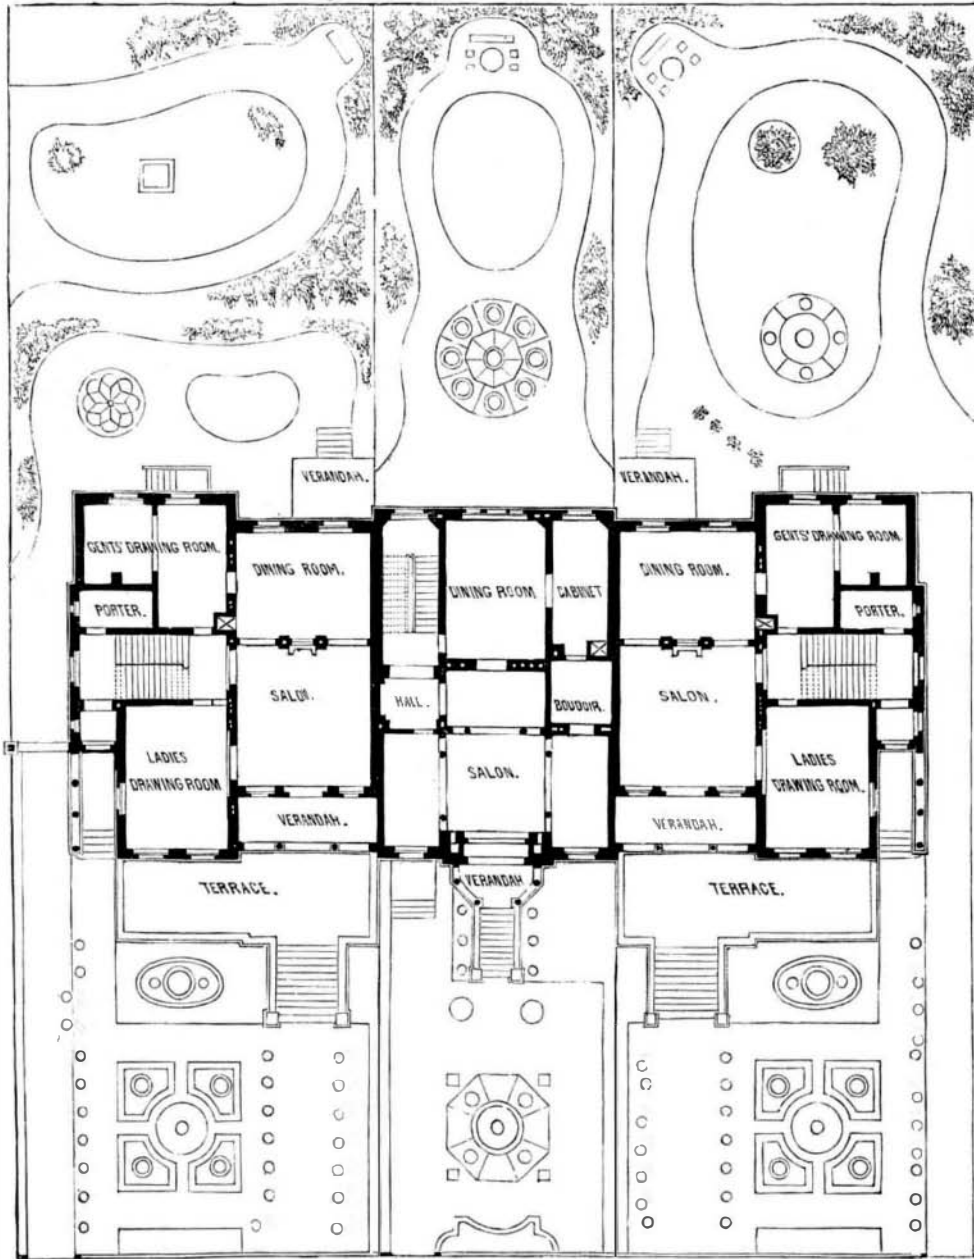 VERANDAH.
VERANDAH.
GENTS' DRAWING ROOM.
DINING ROOM.
DINING ROOM
CABINET
DINING ROOM.
GENTS' DRAWING ROOM.
PORTER.
PORTER.
SALON.
HALL.
BOUDOIR.
SALON.
LADIES
DRAWING ROOM
SALON.
LADIES
DRAWING ROOM.
VERANDAH.
VERANDAH.
TERRACE.
VERANDAH
TERRACE.